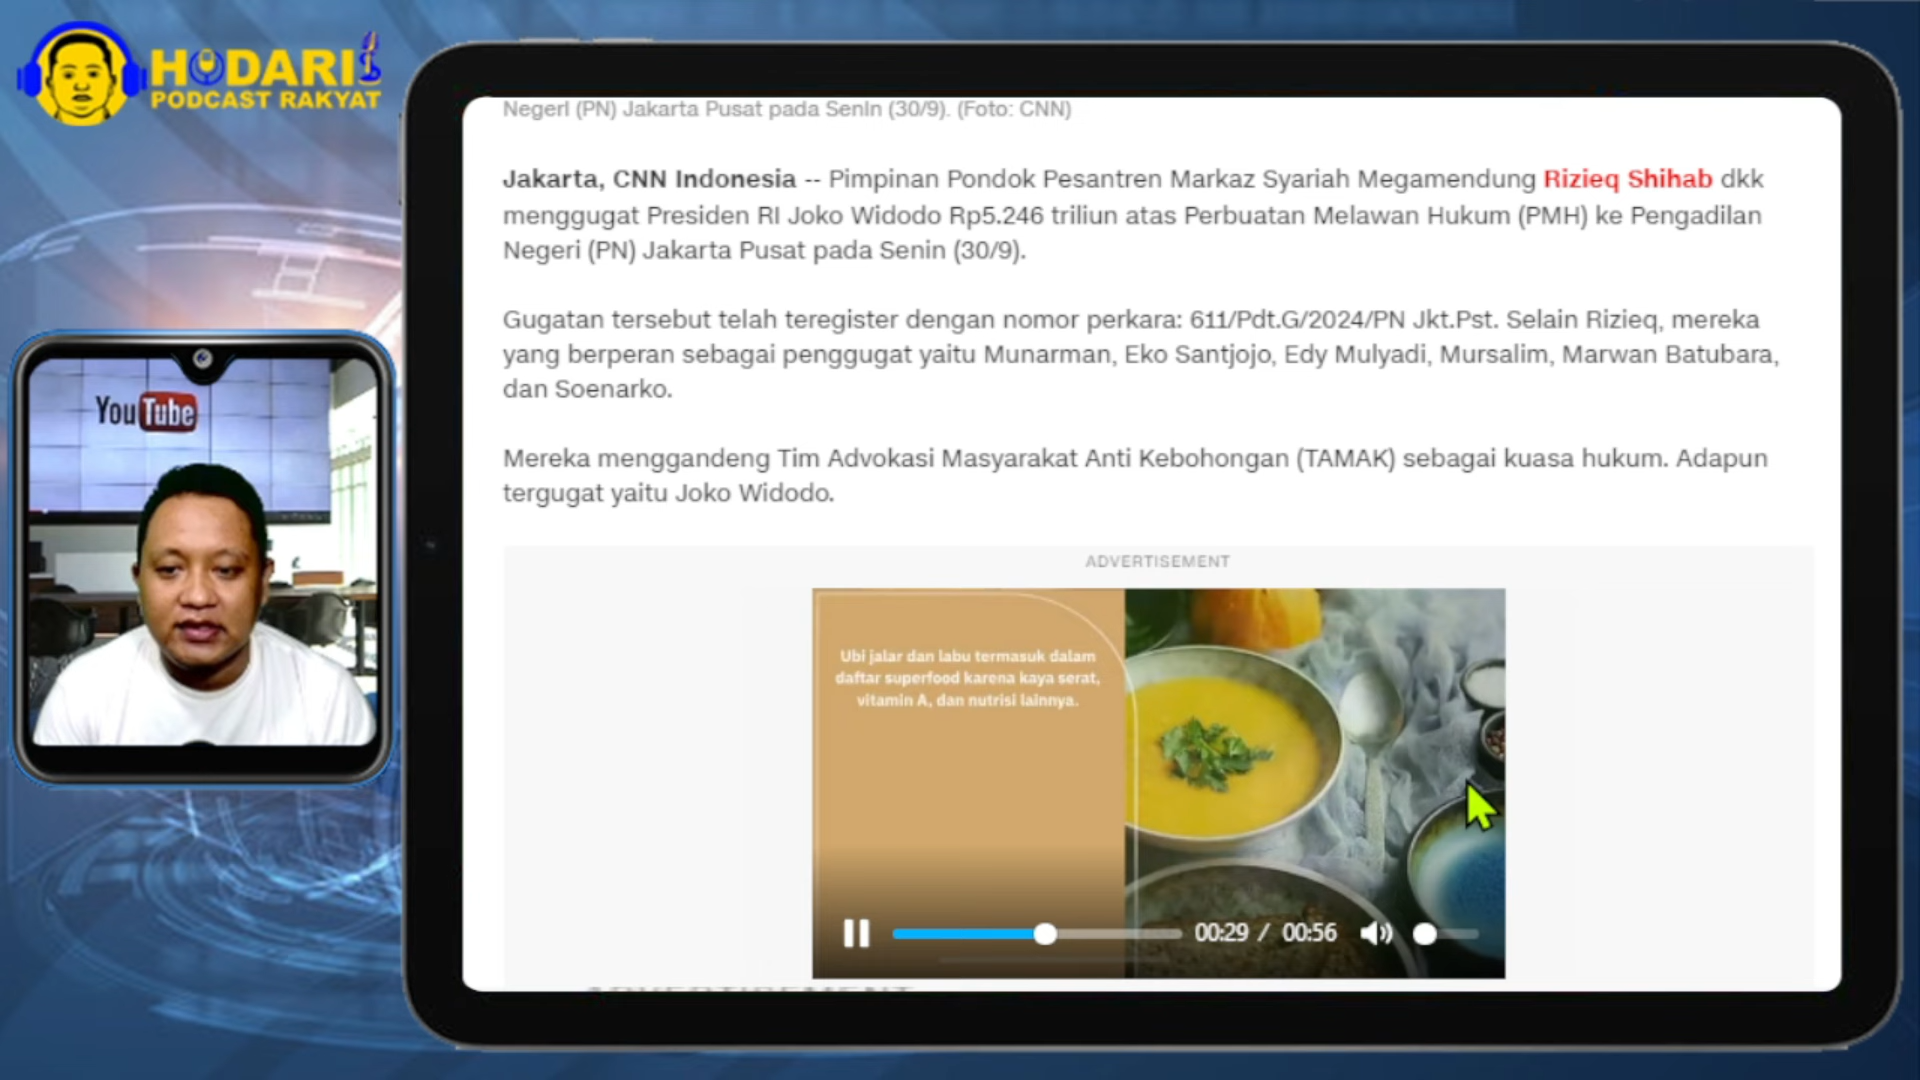 HODARI
PODCAST RAKYAT
YouTube
Negeri (PN) Jakarta Pusat pada Senin (30/9). (Foto: CNN)
Jakarta, CNN Indonesia -- Pimpinan Pondok Pesantren Markaz Syariah Megamendung Rizieq Shihab dkk
menggugat Presiden RI Joko Widodo Rp5.246 triliun atas Perbuatan Melawan Hukum (PMH) ke Pengadilan
Negeri (PN) Jakarta Pusat pada Senin (30/9).
Gugatan tersebut telah teregister dengan nomor perkara: 611/Pdt.G/2024/PN Jkt.Pst. Selain Rizieq, mereka
yang berperan sebagai penggugat yaitu Munarman, Eko Santjojo, Edy Mulyadi, Mursalim, Marwan Batubara,
dan Soenarko.
Mereka menggandeng Tim Advokasi Masyarakat Anti Kebohongan (TAMAK) sebagai kuasa hukum. Adapun
tergugat yaitu Joko Widodo.
ADVERTISEMENT
Ubi jalar dan labu termasuk dalam
daftar superfood karena kaya serat,
vitamin A, dan nutrisi lainnya.
00:29 / 00:56
ADVERTISEMENT